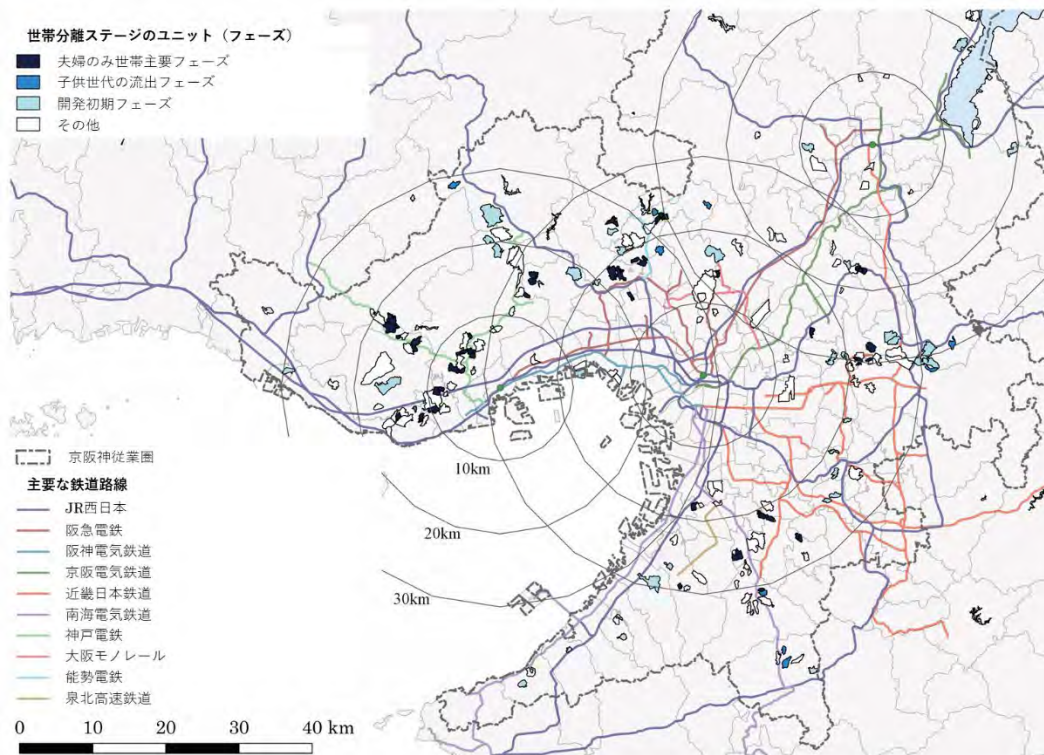 世帯分離ステージのユニット（フェーズ）
夫婦のみ世帯主要フェーズ
子供世代の流出フェーズ
開発初期フェーズ
その他
10km
20km
30km
京阪神従業圏
主要な鉄道路線
JR西日本
阪急電鉄
阪神電気鉄道
京阪電気鉄道
近畿日本鉄道
南海電気鉄道
神戸電鉄
大阪モノレール
能勢電鉄
泉北高速鉄道
0 10 20 30 40 km